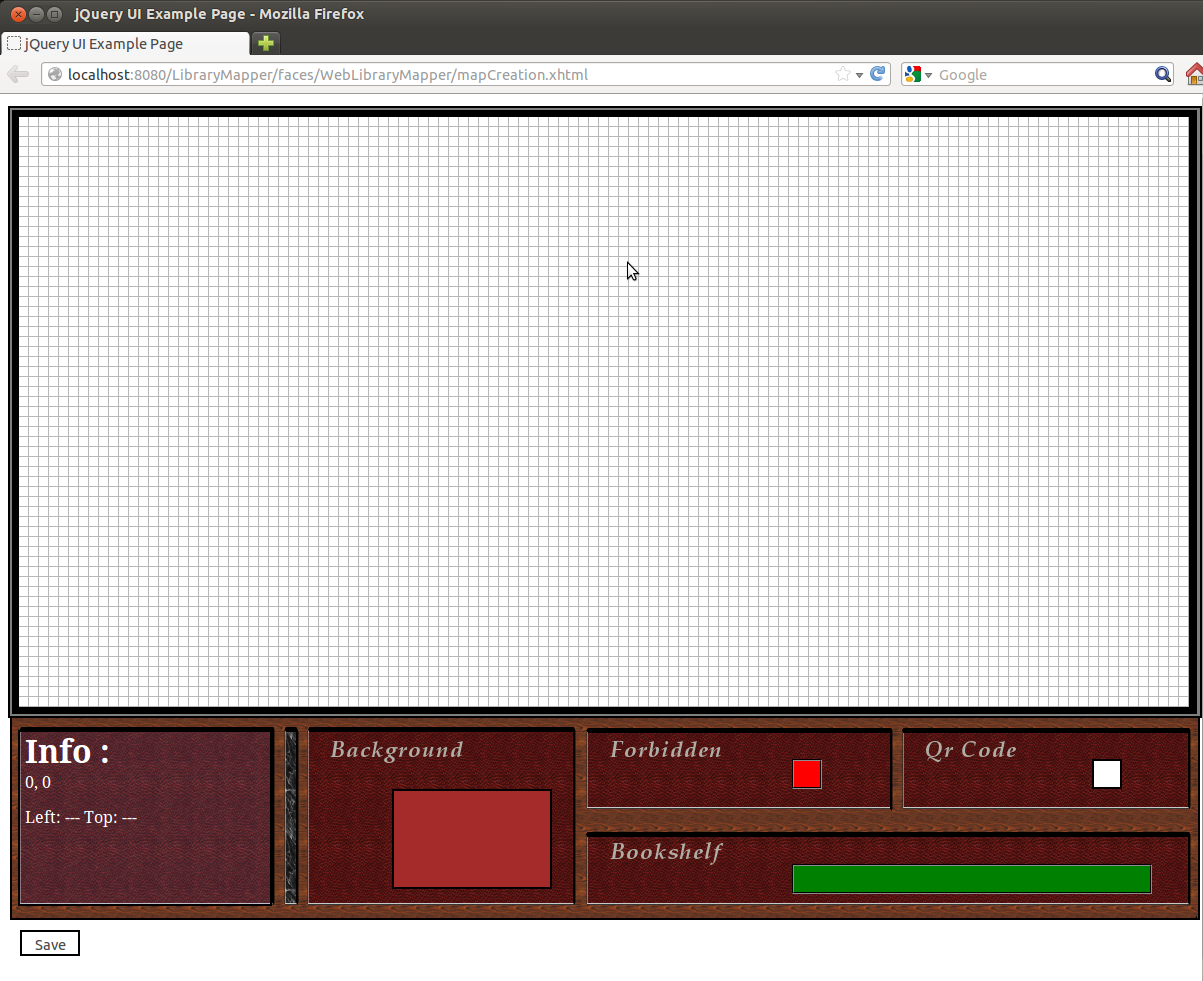 jQuery UI Example Page - Mozilla Firefox
jQuery UI Example Page
localhost:8080/LibraryMapper/faces/WebLibraryMapper/mapCreation.xhtml
Google
Info :
0, 0
Left: --- Top: ---
Background
Forbidden
Qr Code
Bookshelf
Save